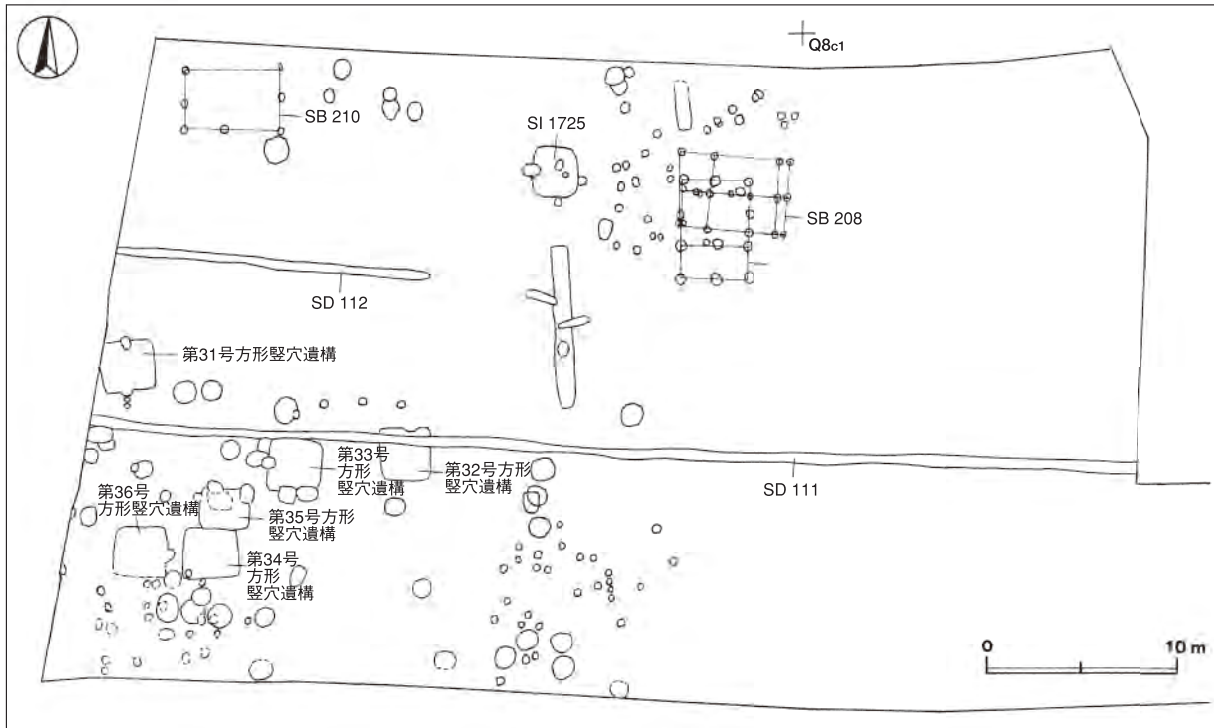 Q8c1
SB 210
SI 1725
SB 208
SD 112
第31号方形竪穴遺構
第33号
方形
竪穴遺構
第32号方形
竪穴遺構
SD 111
第36号
方形竪穴遺構
第35号方形
竪穴遺構
第34号
方形
竪穴遺構
0
10 m